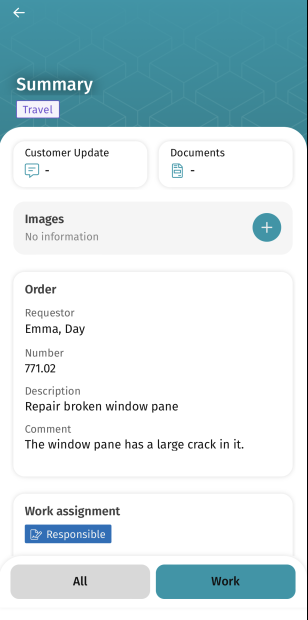 Summary
Travel
Customer Update
-
Documents
-
Images
No information
Order
Requestor
Emma, Day
Number
771.02
Description
Repair broken window pane
Comment
The window pane has a large crack in it.
Work assignment
Responsible
All
Work